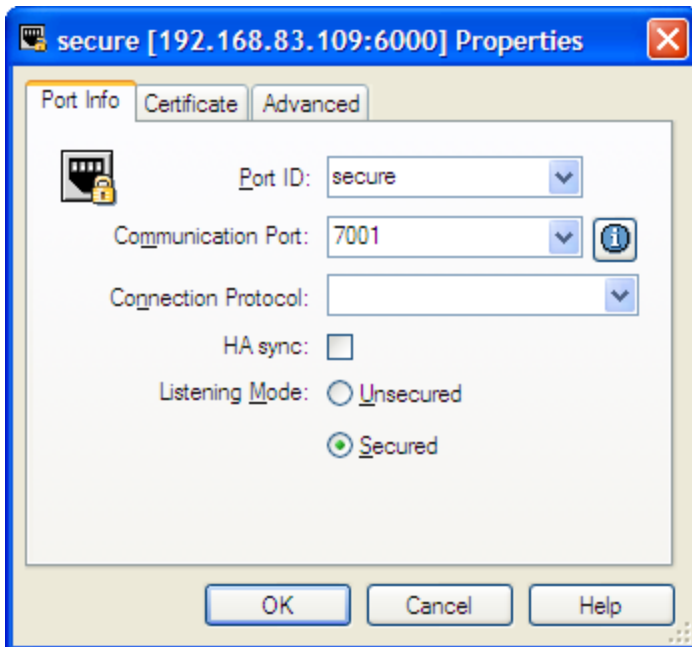 secure [192.168.83.109:6000] Properties
Port Info Certificate Advanced
Port ID: secure
Communication Port: 7001
Connection Protocol:
HA sync:
Listening Mode: Unsecured
Secured
OK Cancel Help